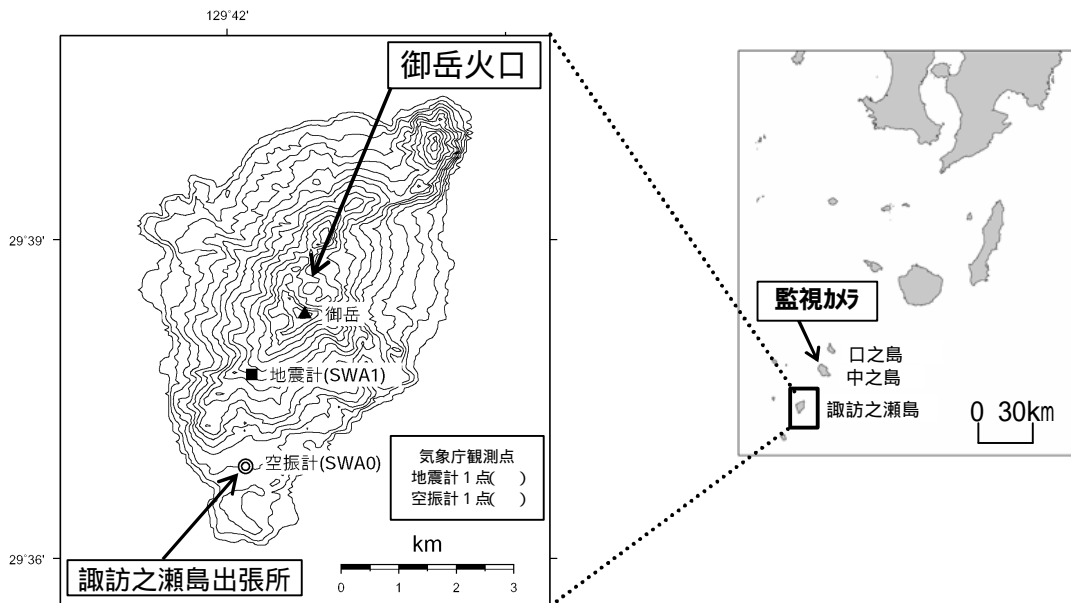 129°42'
御岳火口
29°39'
御岳
地震計(SWA1)
空振計(SWA0)
気象庁観測点
地震計１点(　)
空振計１点(　)
km
29°36'
諏訪之瀬島出張所
0 1 2 3
監視ｶﾒﾗ
口之島
中之島
諏訪之瀬島
0 30km